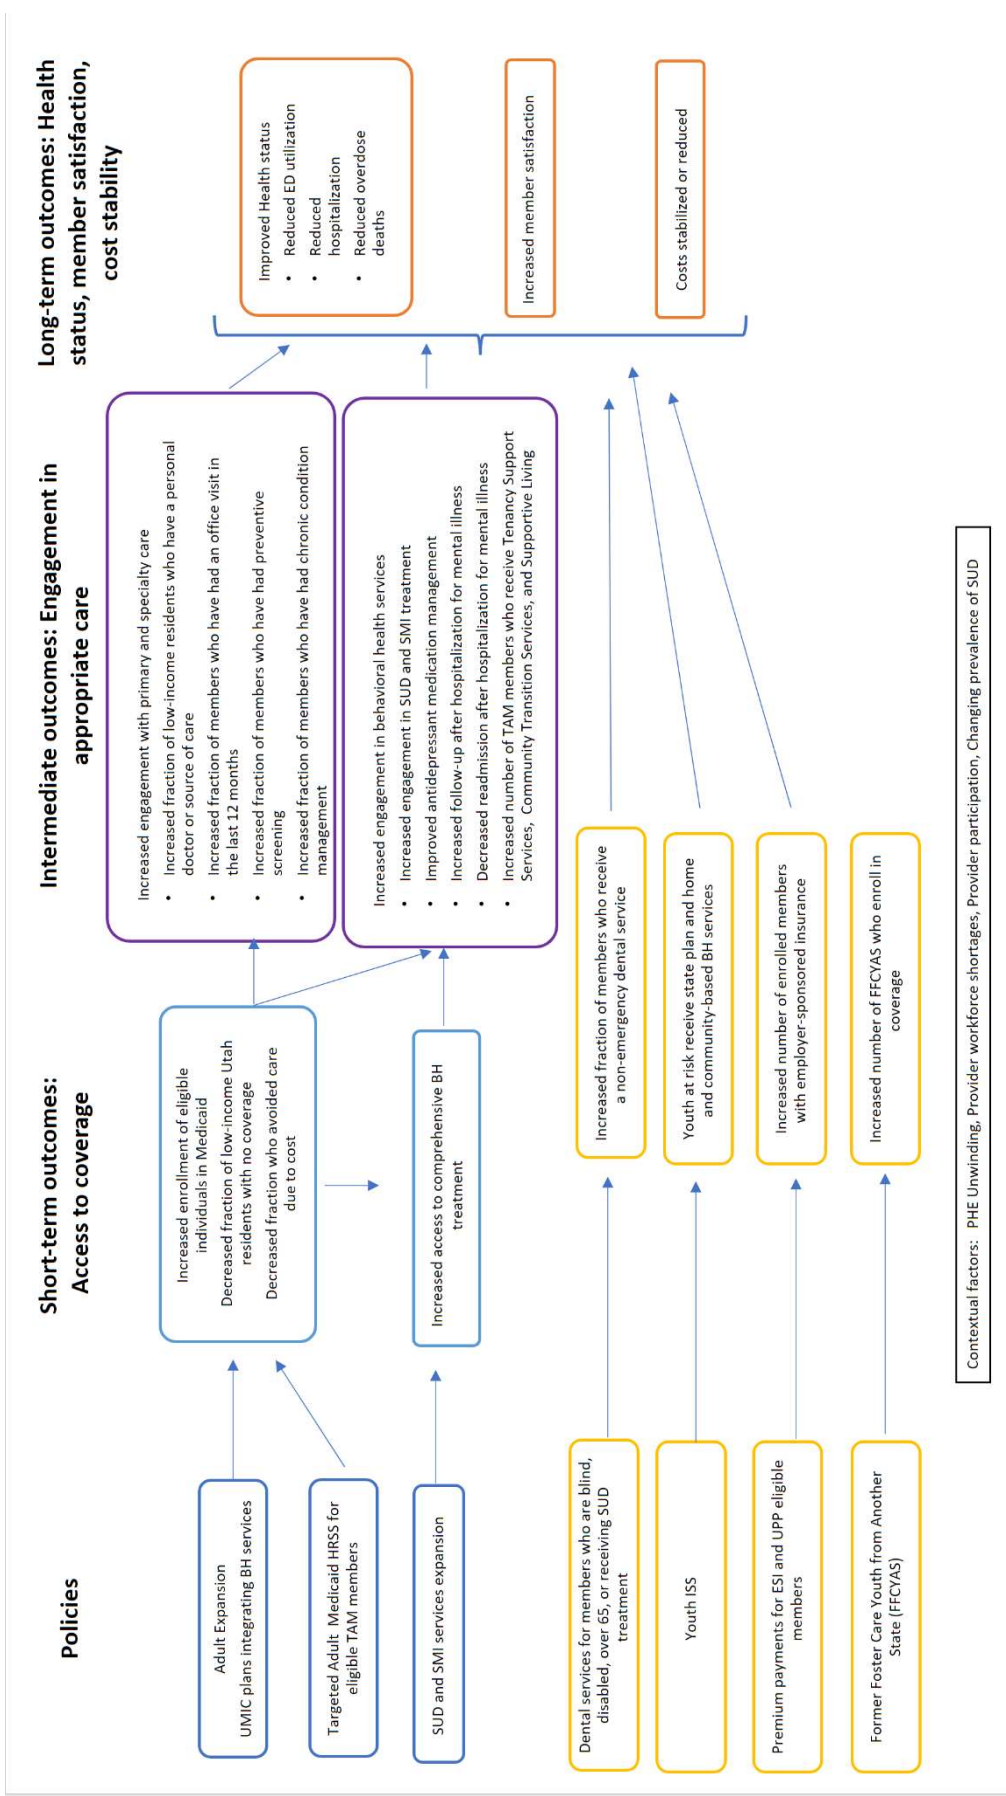 Policies
Short-term outcomes:
Access to coverage
Intermediate outcomes: Engagement in
appropriate care
Long-term outcomes: Health
status, member satisfaction,
cost stability
Adult Expansion
UMIC plans integrating BH services
Targeted Adult Medicaid HRSS for
eligible TAM members
SUD and SMI services expansion
Increased enrollment of eligible
individuals in Medicaid
Decreased fraction of low-income Utah
residents with no coverage
Decreased fraction who avoided care
due to cost
Increased access to comprehensive BH
treatment
Increased engagement with primary and specialty care
• Increased fraction of low-income residents who have a personal
doctor or source of care
• Increased fraction of members who have had an office visit in
the last 12 months
• Increased fraction of members who have had preventive
screening
• Increased fraction of members who have had chronic condition
management
Increased engagement in behavioral health services
• Increased engagement in SUD and SMI treatment
• Improved antidepressant medication management
• Increased follow-up after hospitalization for mental illness
• Decreased readmission after hospitalization for mental illness
• Increased number of TAM members who receive Tenancy Support
Services, Community Transition Services, and Supportive Living
Improved Health status
• Reduced ED utilization
• Reduced
hospitalization
• Reduced overdose
deaths
Increased member satisfaction
Costs stabilized or reduced
Dental services for members who are blind,
disabled, over 65, or receiving SUD
treatment
Increased fraction of members who receive
a non-emergency dental service
Youth ISS
Youth at risk receive state plan and home
and community-based BH services
Premium payments for ESI and UPP eligible
members
Increased number of enrolled members
with employer-sponsored insurance
Former Foster Care Youth from Another
State (FFCYAS)
Increased number of FFCYAS who enroll in
coverage
Contextual factors: PHE Unwinding, Provider workforce shortages, Provider participation, Changing prevalence of SUD